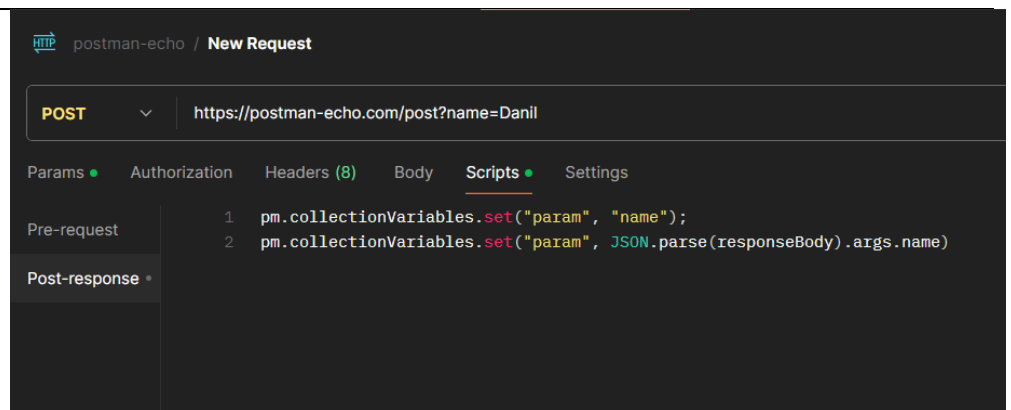 HTTP postman-echo / New Request
POST https://postman-echo.com/post?name=Danil
Params Authorization Headers (8) Body Scripts Settings
Pre-request
Post-response
1 pm.collectionVariables.set("param", "name");
2 pm.collectionVariables.set("param", JSON.parse(responseBody).args.name)